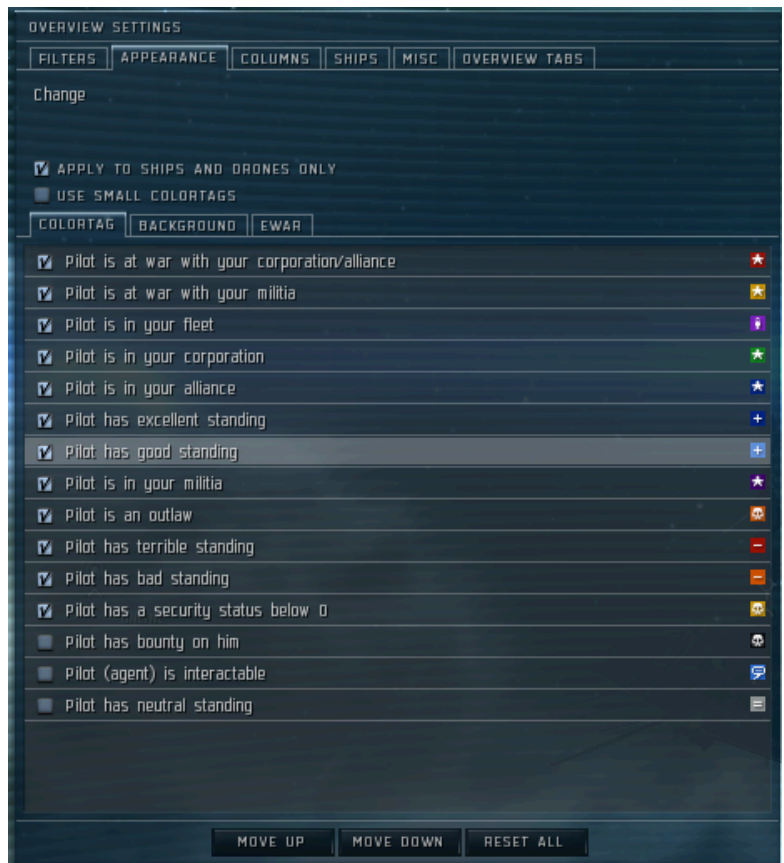 OVERVIEW SETTINGS
FILTERS APPEARANCE COLUMNS SHIPS MISC OVERVIEW TABS
Change
APPLY TO SHIPS AND DRONES ONLY
USE SMALL COLORTAGS
COLORTAG BACKGROUND EWAR
Pilot is at war with your corporation/alliance
Pilot is at war with your militia
Pilot is in your fleet
Pilot is in your corporation
Pilot is in your alliance
Pilot has excellent standing
Pilot has good standing
Pilot is in your militia
Pilot is an outlaw
Pilot has terrible standing
Pilot has bad standing
Pilot has a security status below 0
Pilot has bounty on him
Pilot (agent) is interactable
Pilot has neutral standing
MOVE UP MOVE DOWN RESET ALL